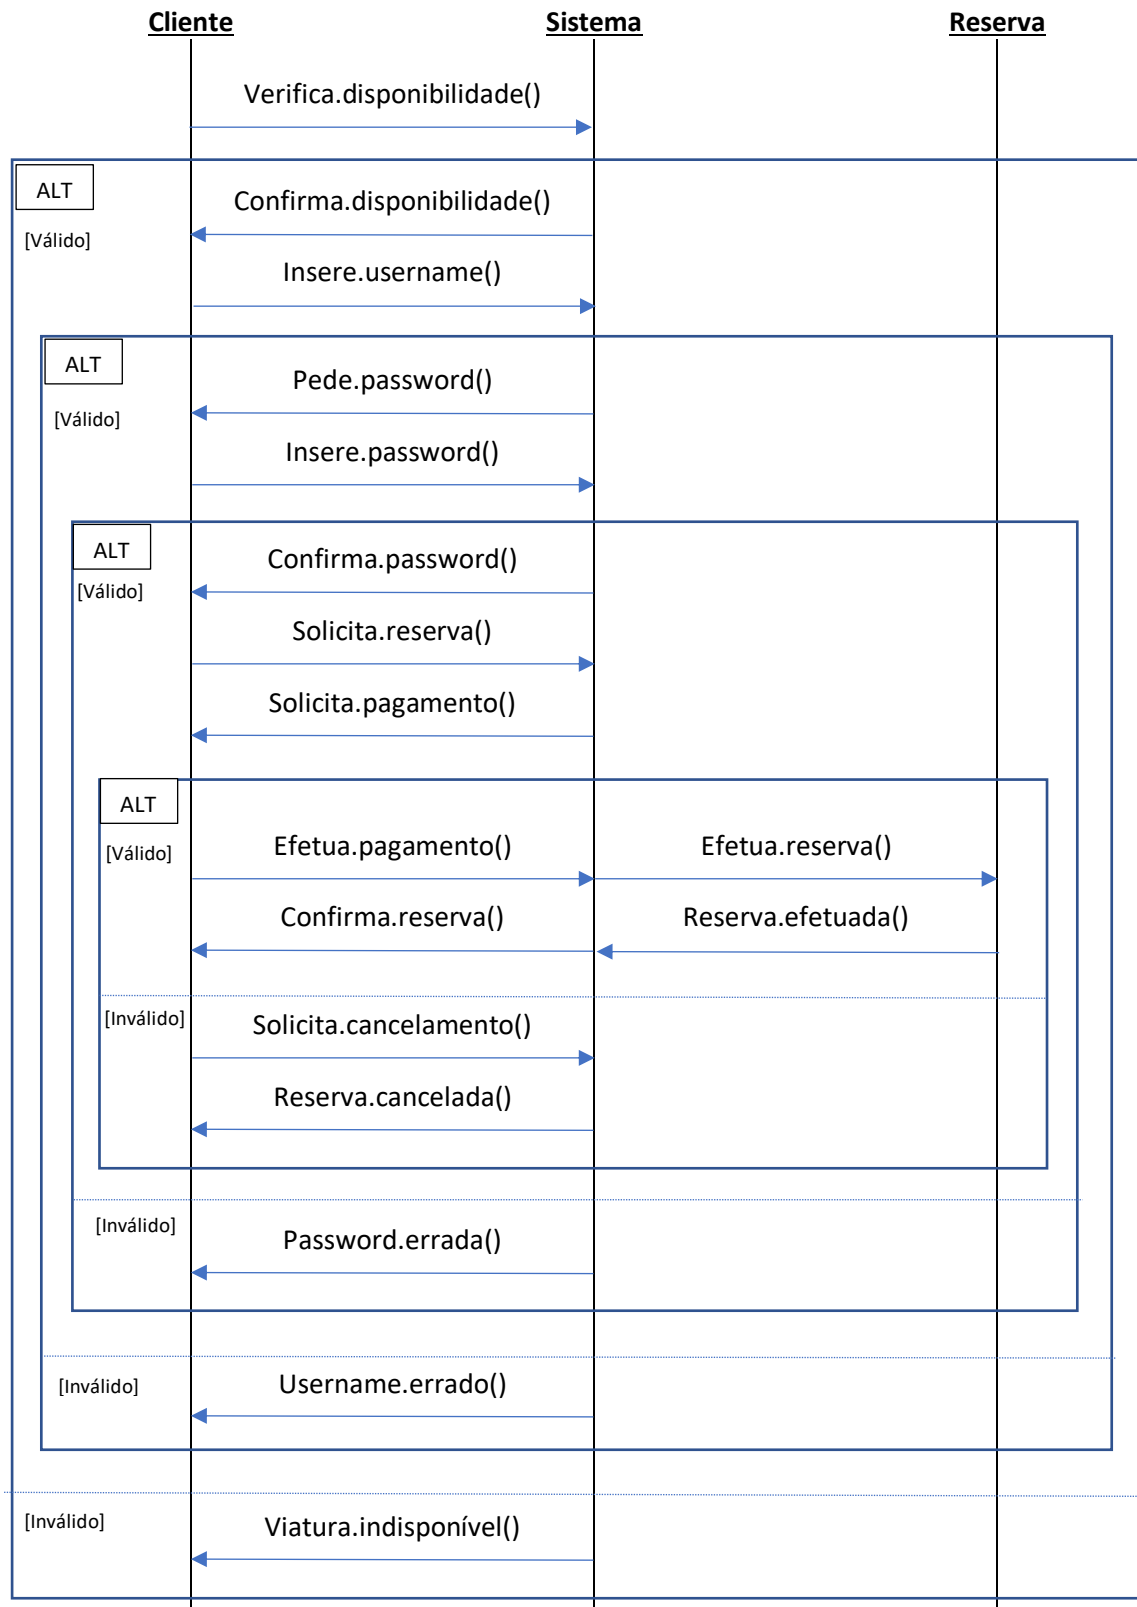 Cliente Sistema Reserva
Verifica.disponibilidade()
ALT
Confirma.disponibilidade()
[Válido]
Insere.username()
ALT
Pede.password()
[Válido]
Insere.password()
ALT
Confirma.password()
[Válido]
Solicita.reserva()
Solicita.pagamento()
ALT
[Válido] Efetua.pagamento() Efetua.reserva()
Confirma.reserva() Reserva.efetuada()
[Inválido] Solicita.cancelamento()
Reserva.cancelada()
[Inválido] Password.errada()
[Inválido] Username.errado()
[Inválido] Viatura.indisponível()